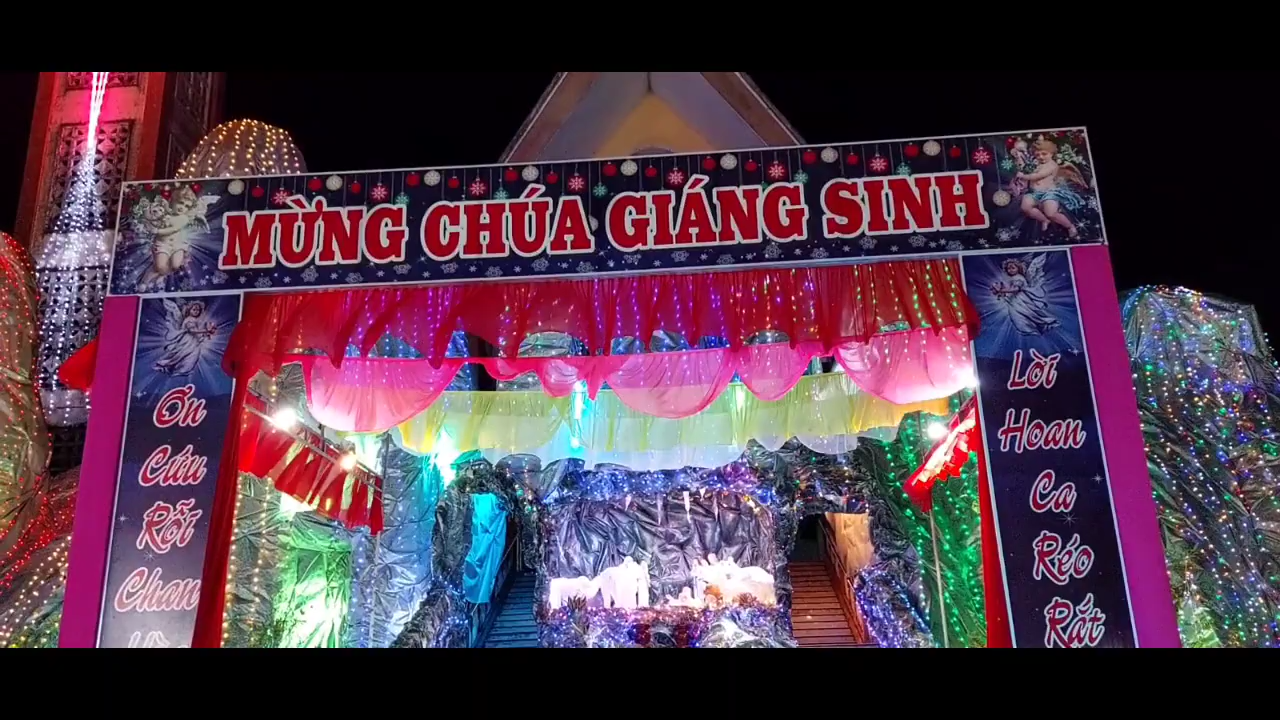 MỪNG CHÚA GIÁNG SINH
Ơn
Cứu
Rỗi
Chan
Lời
Hoan
Ca
Réo
Rắt